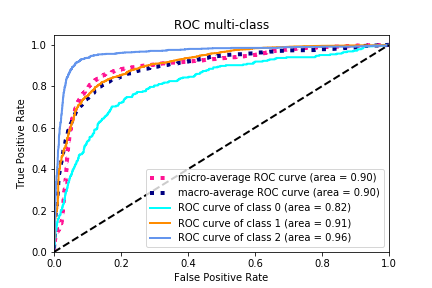 ROC multi-class
1.0
0.8
0.6
0.4
0.2
0.0
True Positive Rate
micro-average ROC curve (area = 0.90)
macro-average ROC curve (area = 0.90)
ROC curve of class 0 (area = 0.82)
ROC curve of class 1 (area = 0.91)
ROC curve of class 2 (area = 0.96)
0.0 0.2 0.4 0.6 0.8 1.0
False Positive Rate